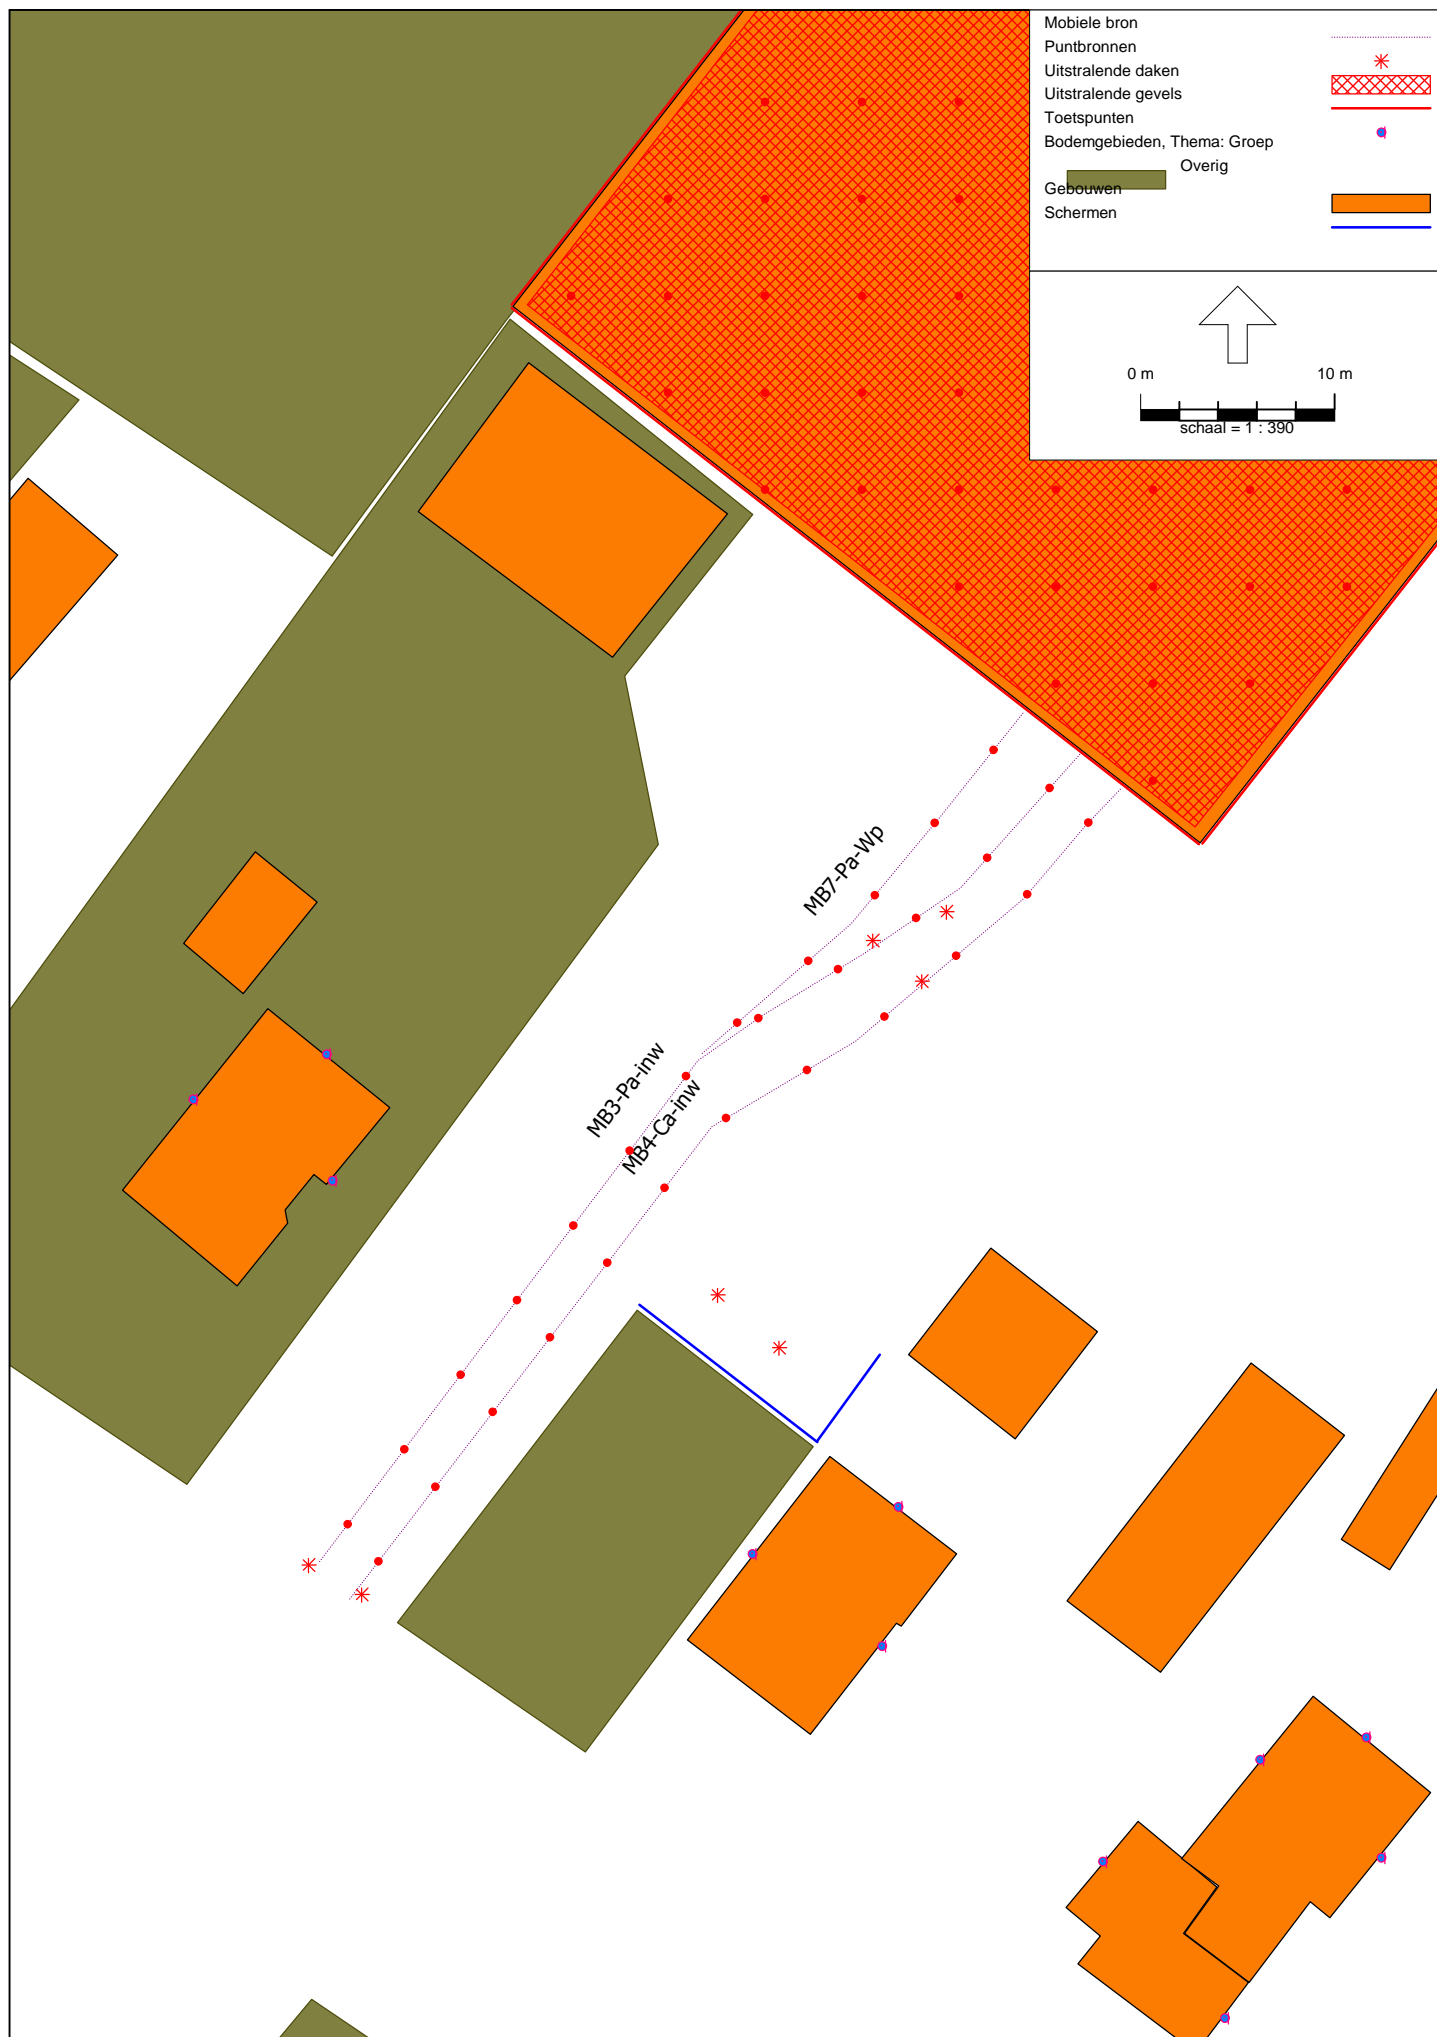 Mobiele bron
Puntbronnen
Uitstralende daken
Uitstralende gevels
Toetspunten
Bodemgebieden, Thema: Groep
Overig
Gebouwen
Schermen
0 m 10 m
schaal = 1 : 390
MB7-Pa-Wp
MB3-Pa-inw
MB4-Ca-inw